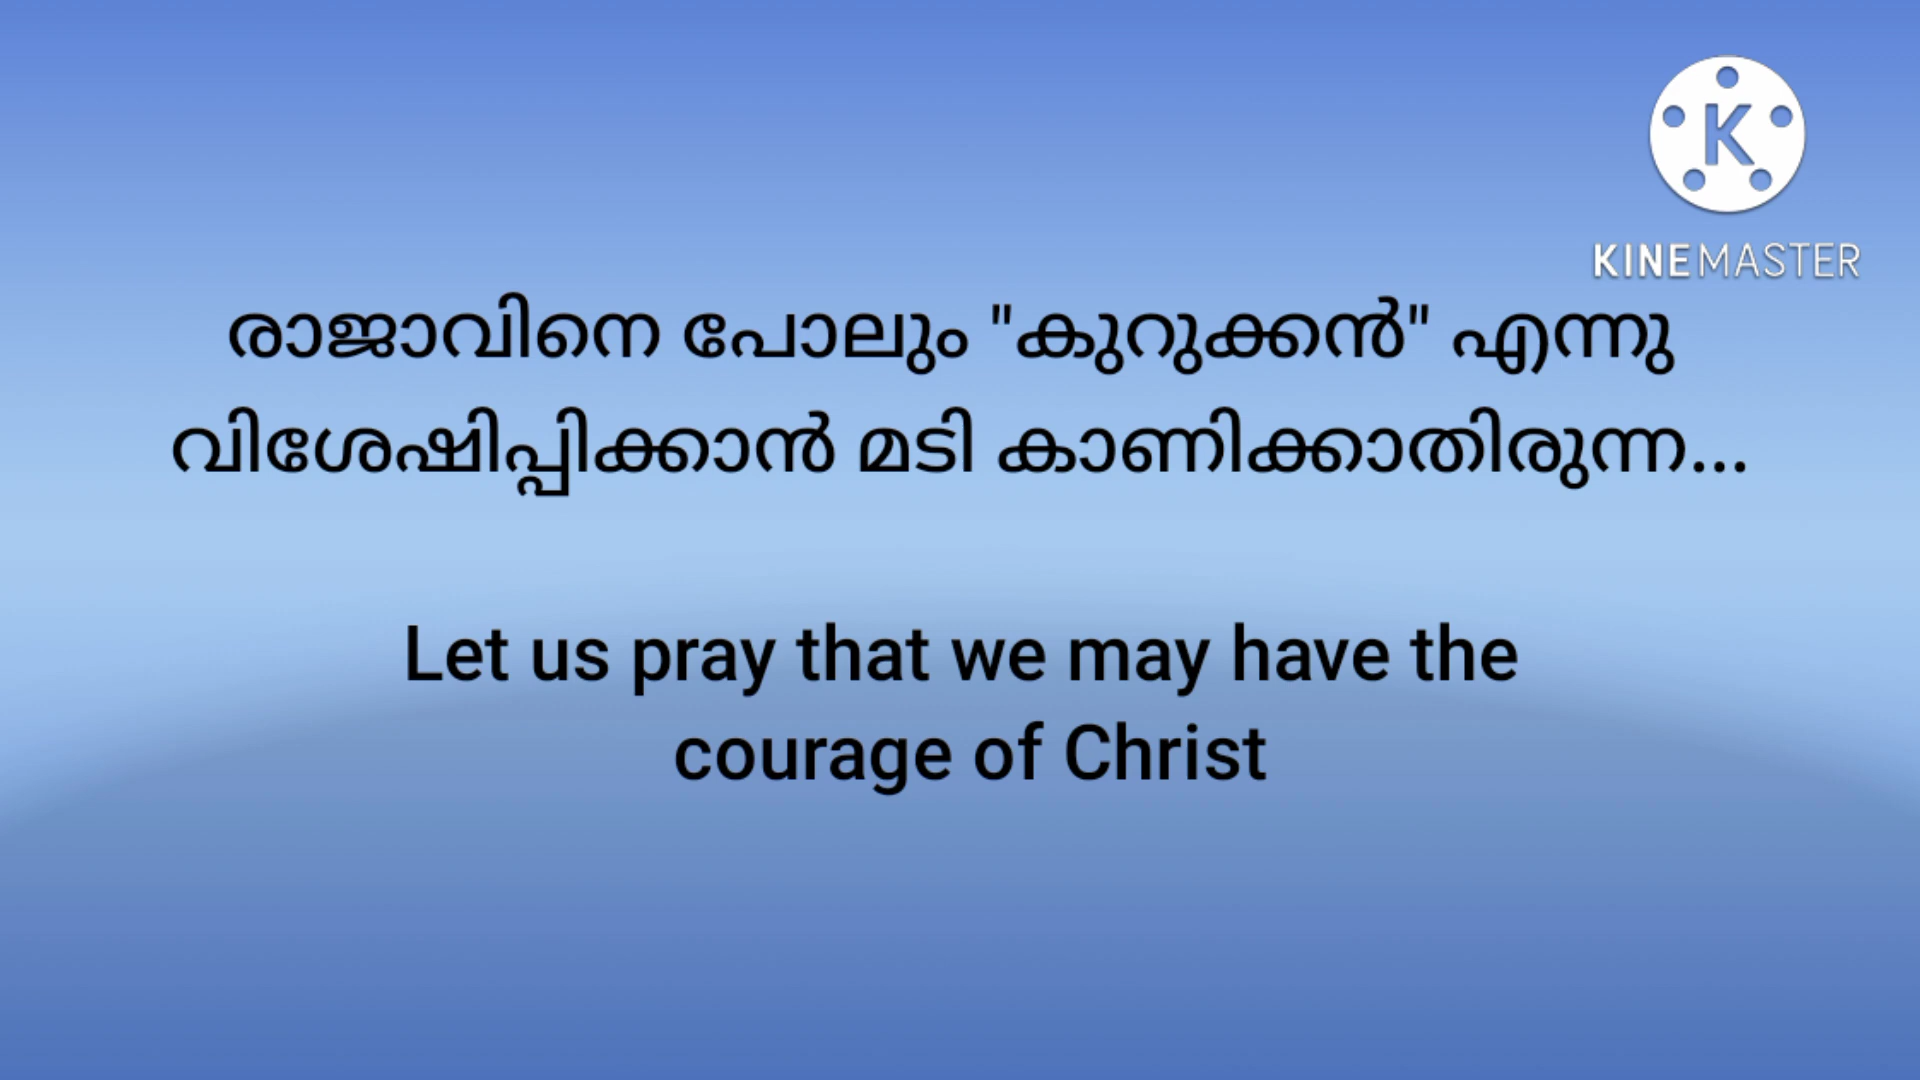 K
KINEMASTER
രാജാവിനെ പോലും "കുറുക്കൻ" എന്നു
വിശേഷിപ്പിക്കാൻ മടി കാണിക്കാതിരുന്ന...
Let us pray that we may have the
courage of Christ